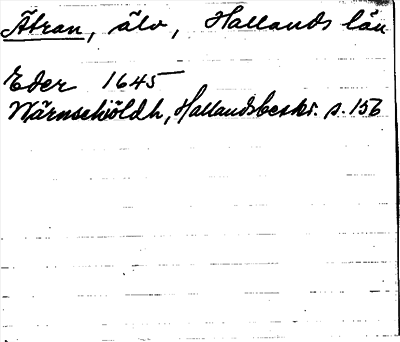 Ätran, älv, Hallands län
Eder 1645
Wärnschöldh, Hallandsbeskr. s. 156